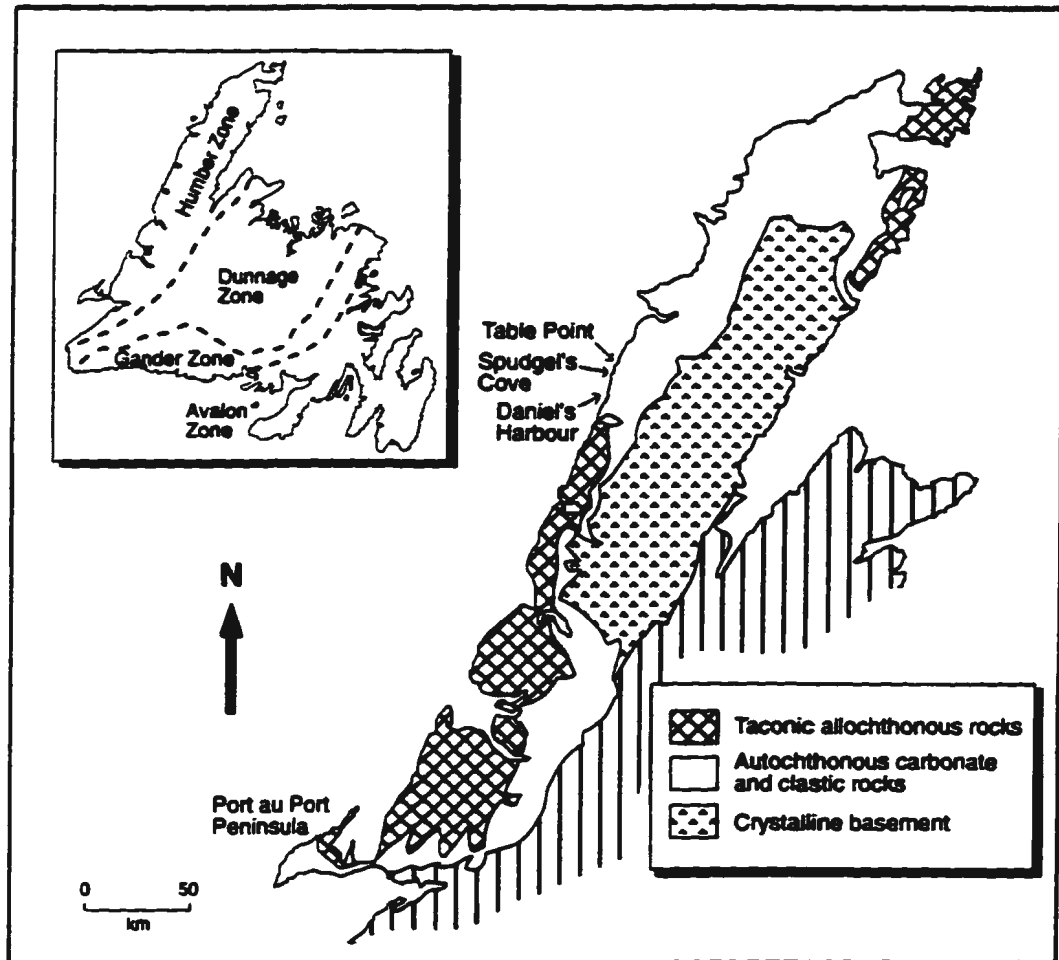 Humber Zone
Dunnage
Zone
Gander Zone
Avalon
Zone
Table Point
Spudgel's
Cove
Daniel's
Harbour
N
Taconic allochthonous rocks
Autochthonous carbonate
and clastic rocks
Crystalline basement
Port au Port
Peninsula
0 50
km